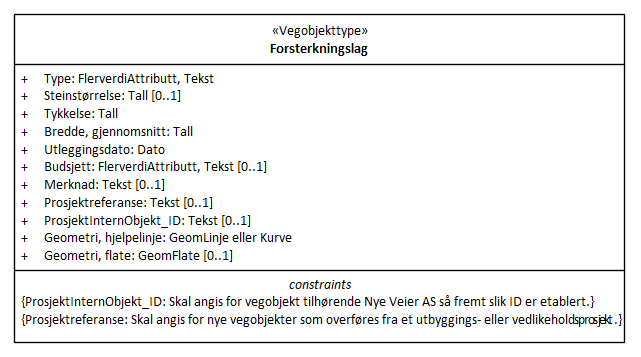 «Vegobjekttype»
Forsterkningslag
+ Type: FlerverdiAttributt, Tekst
+ Steinstørrelse: Tall [0..1]
+ Tykkelse: Tall
+ Bredde, gjennomsnitt: Tall
+ Utleggingsdato: Dato
+ Budsjett: FlerverdiAttributt, Tekst [0..1]
+ Merknad: Tekst [0..1]
+ Prosjektreferanse: Tekst [0..1]
+ ProsjektInternObjekt_ID: Tekst [0..1]
+ Geometri, hjelpelinje: GeomLinje eller Kurve
+ Geometri, flate: GeomFlate [0..1]
constraints
{ProsjektInternObjekt_ID: Skal angis for vegobjekt tilhørende Nye Veier AS så fremt slik ID er etablert.}
{Prosjektreferanse: Skal angis for nye vegobjekter som overføres fra et utbyggings- eller vedlikeholdsprosjekt.}